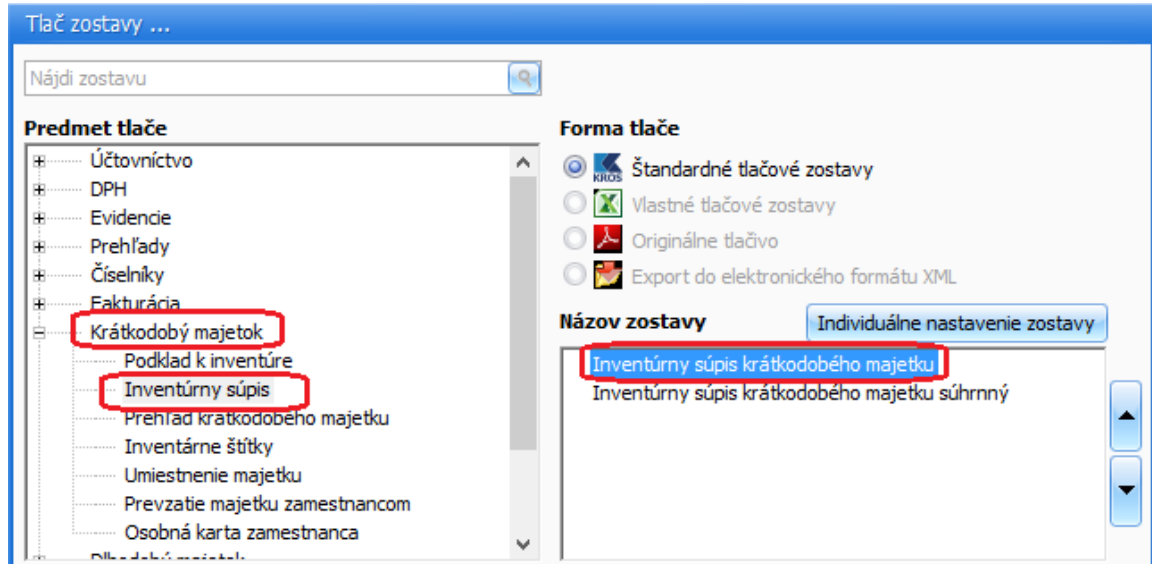 Tlač zostavy ...
Nájdi zostavu
Predmet tlače
Účtovníctvo
DPH
Evidencie
Prehľady
Číselníky
Fakturácia
Krátkodobý majetok
Podklad k inventúre
Inventúrny súpis
Prehľad krátkodobého majetku
Inventárne štítky
Umiestnenie majetku
Prevzatie majetku zamestnancom
Osobná karta zamestnanca
Dlhodobý majetok
Forma tlače
KROS Štandardné tlačové zostavy
Vlastné tlačové zostavy
Originálne tlačivo
Export do elektronického formátu XML
Názov zostavy
Individuálne nastavenie zostavy
Inventúrny súpis krátkodobého majetku
Inventúrny súpis krátkodobého majetku súhrnný